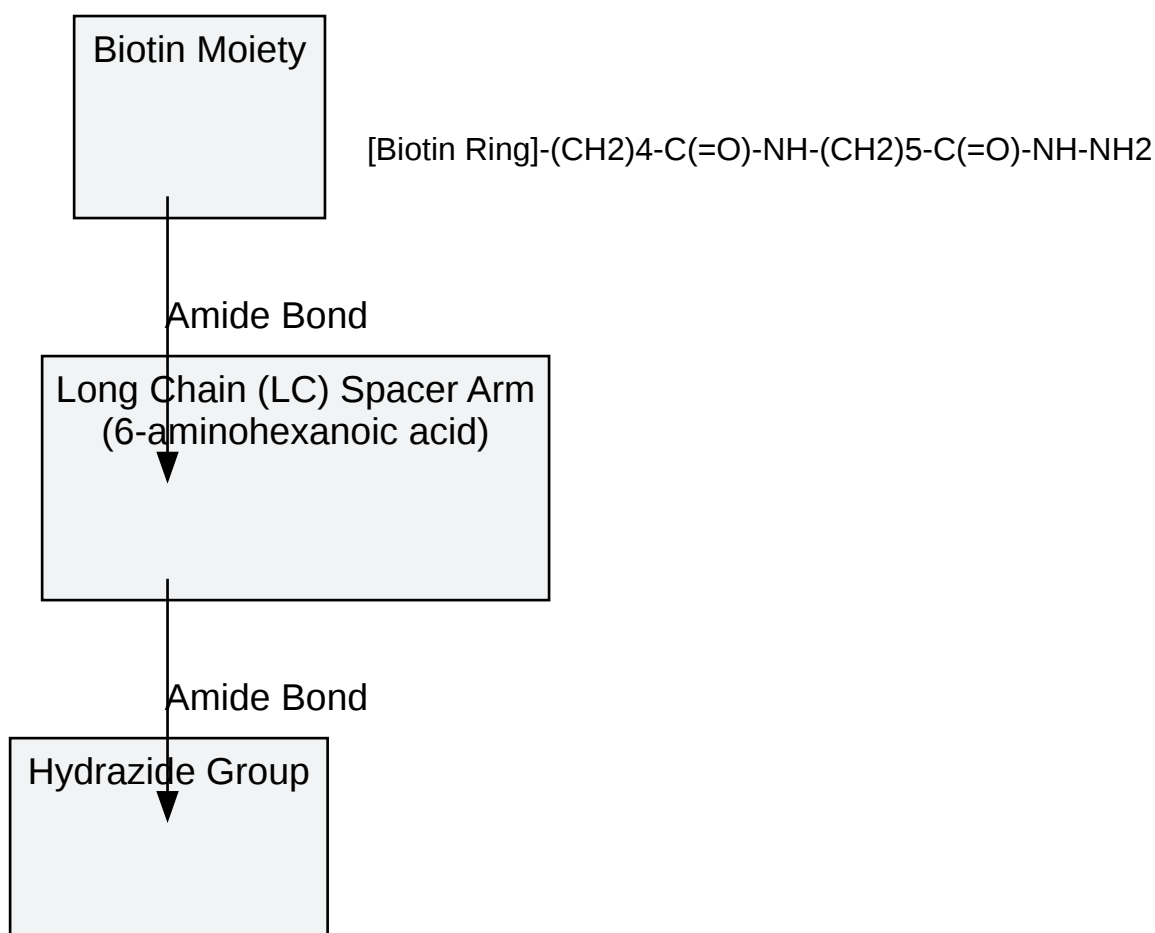 Biotin Moiety
[Biotin Ring]-(CH2)4-C(=O)-NH-(CH2)5-C(=O)-NH-NH2
Amide Bond
Long Chain (LC) Spacer Arm
(6-aminohexanoic acid)
Amide Bond
Hydrazide Group